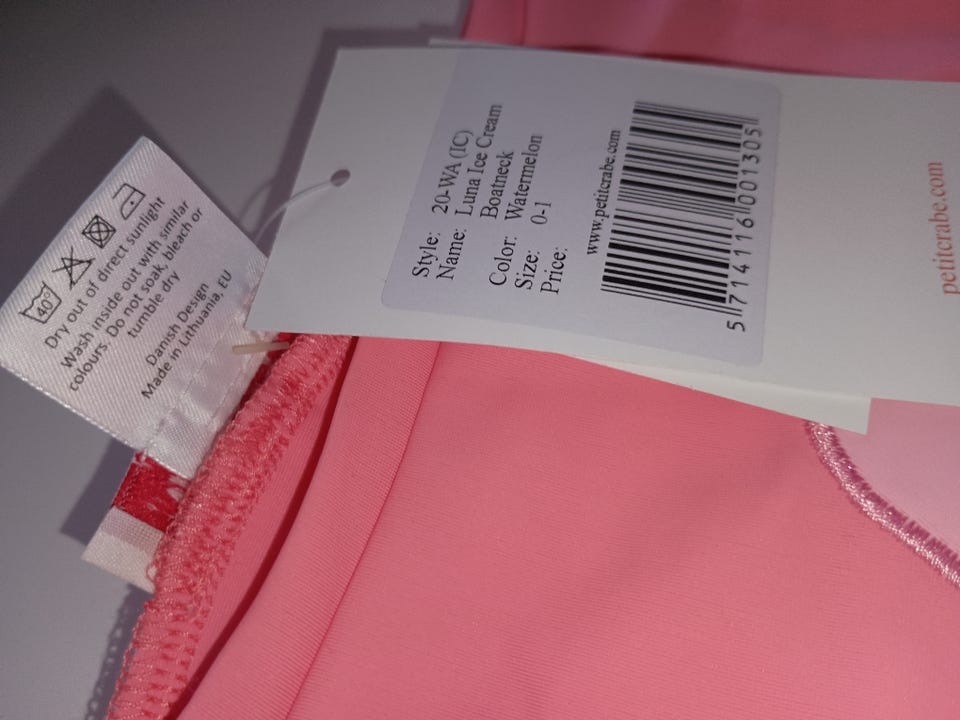 40°
Dry out of direct sunlight
Wash inside out with similar
colours. Do not soak, bleach or
tumble dry
Danish Design
Made in Lithuania, EU
Style: 20-WA (IC)
Name: Luna Ice Cream
Boatneck
Color: Watermelon
Size: 0-1
Price:
www.petitcrabe.com
5 714116 001305
petitcrabe.com